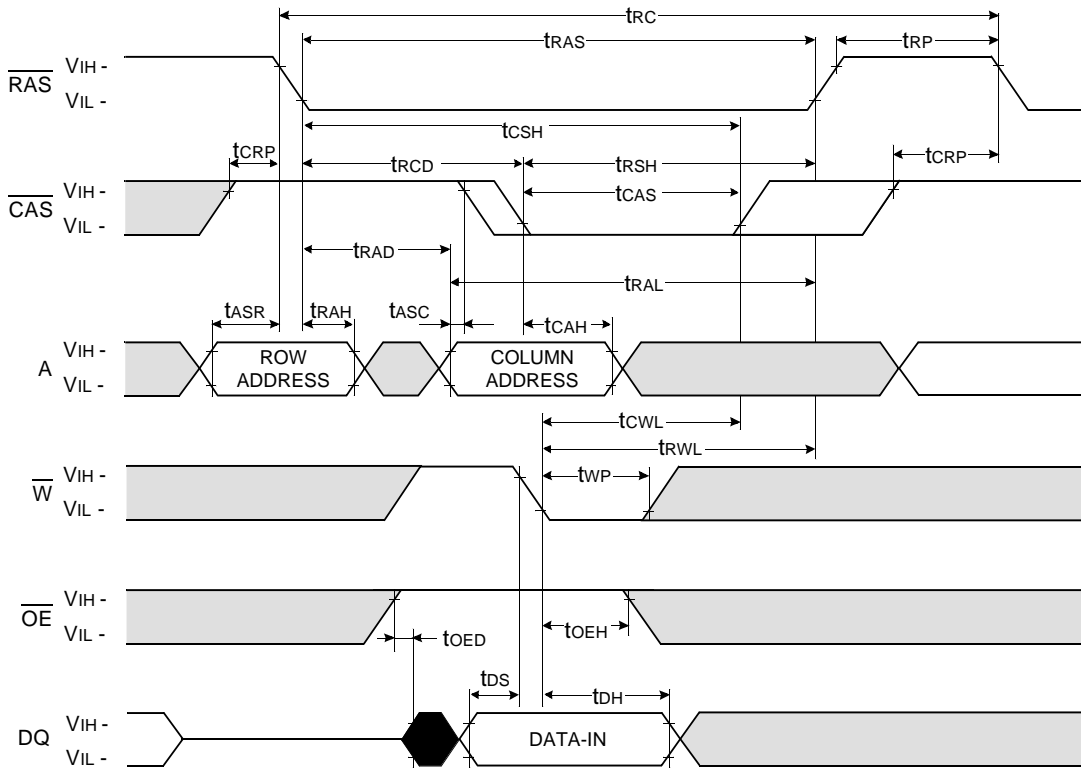 tRC
tRAS
tRP
RAS
VIH -
VIL -
tCSH
tCRP
tRCD
tRSH
tCRP
CAS
VIH -
VIL -
tCAS
tRAD
tRAL
tASR
tRAH
tASC
tCAH
A
VIH -
VIL -
ROW
ADDRESS
COLUMN
ADDRESS
tCWL
tRWL
W
VIH -
VIL -
tWP
OE
VIH -
VIL -
tOED
tOEH
tDS
tDH
DQ
VIH -
VIL -
DATA-IN